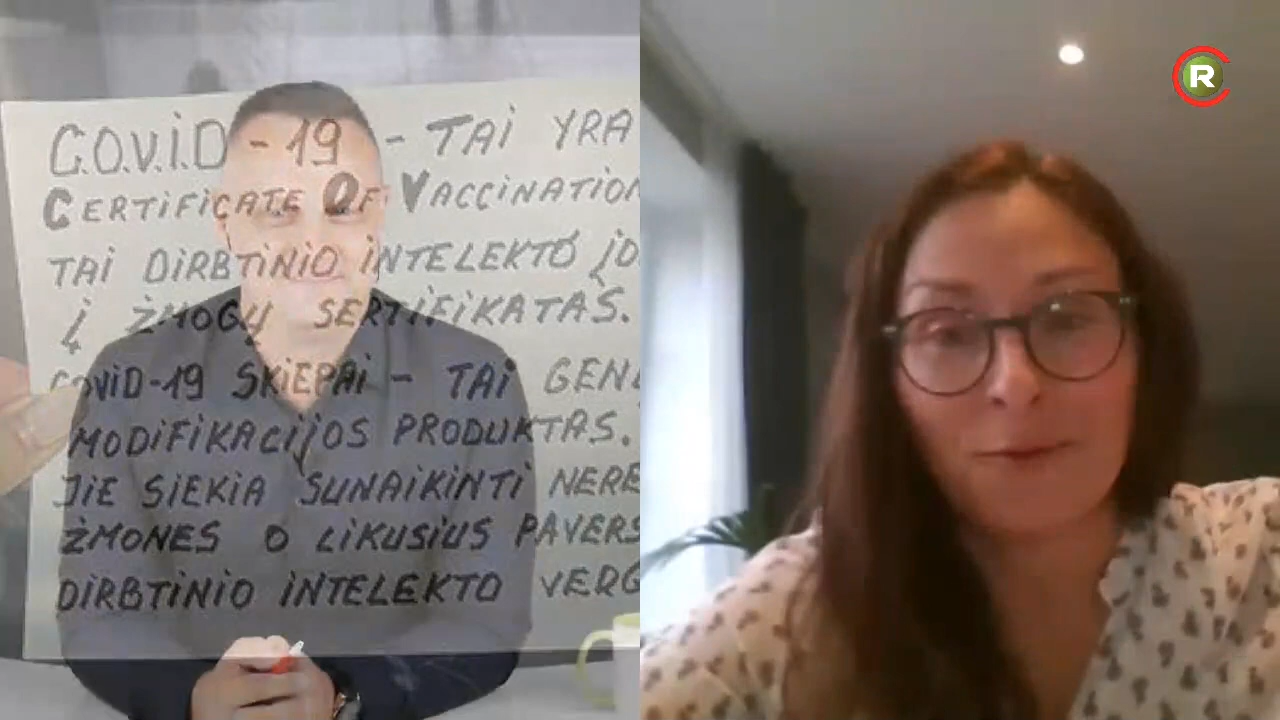 C.O.V.i.D - 19 - TAi YRA
CERTiFiCATE OF VACCiNATiON
TAi DiRBTiNiO iNTELEKTO
Į ŽMOGŲ SERTiFiKATAS.
COViD-19 SKiEPAi - TAi
MODiFiKACiJOS PRODUKTAS.
JiE SiEKiA SUNAiKiNTi
ŽMONES O LiKUSiUS
DiRBTiNiO iNTELEKTO
R